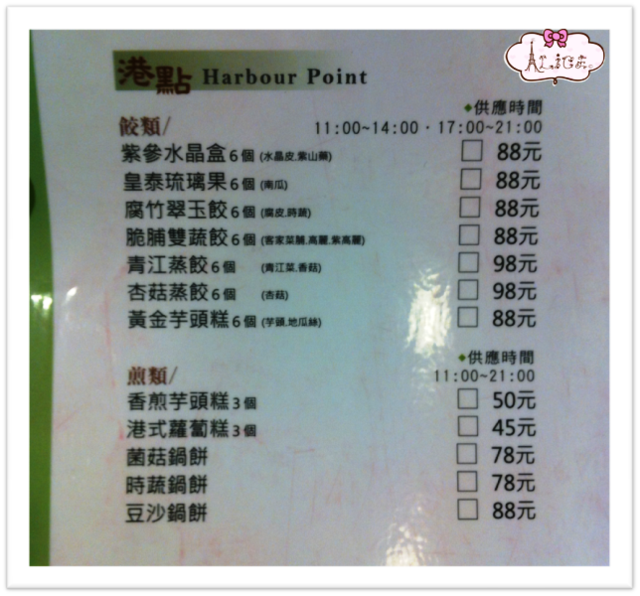 港點 Harbour Point
◆供應時間
餃類/ 11:00~14:00・17:00~21:00
紫參水晶盒6個 (水晶皮.紫山藥) □ 88元
皇泰琉璃果6個 (南瓜) □ 88元
腐竹翠玉餃6個 (腐皮.時蔬) □ 88元
脆脯雙蔬餃6個 (客家菜脯.高麗.紫高麗) □ 88元
青江蒸餃6個 (青江菜.香菇) □ 98元
杏菇蒸餃6個 (杏菇) □ 98元
黃金芋頭糕6個 (芋頭.地瓜絲) □ 88元
◆供應時間
煎類/ 11:00~21:00
香煎芋頭糕3個 □ 50元
港式蘿蔔糕3個 □ 45元
菌菇鍋餅 □ 78元
時蔬鍋餅 □ 78元
豆沙鍋餅 □ 88元